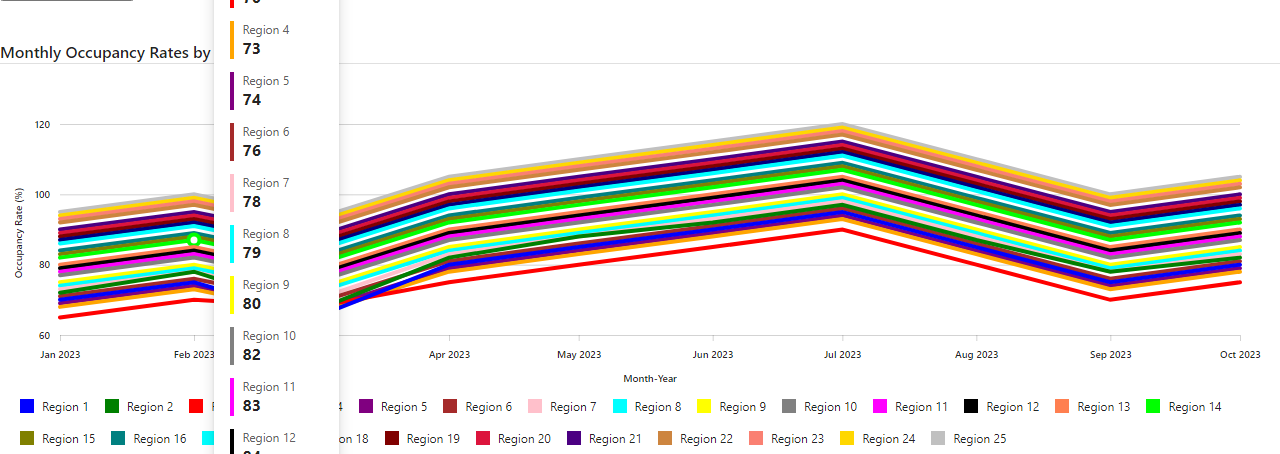 70
Region 4
73
Monthly Occupancy Rates by
Region 5
74
Region 6
76
Region 7
78
Region 8
79
Region 9
80
Region 10
82
Region 11
83
Region 12
Occupancy Rate (%)
120
100
80
60
Jan 2023 Feb 2023 Apr 2023 May 2023 Jun 2023 Jul 2023 Aug 2023 Sep 2023 Oct 2023
Month-Year
Region 1 Region 2 4 Region 5 Region 6 Region 7 Region 8 Region 9 Region 10 Region 11 Region 12 Region 13 Region 14
Region 15 Region 16 on 18 Region 19 Region 20 Region 21 Region 22 Region 23 Region 24 Region 25